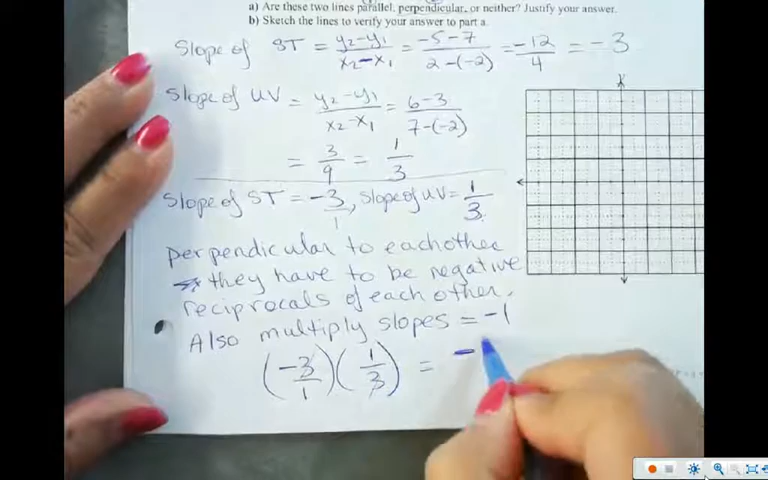 a) Are these two lines parallel, perpendicular, or neither? Justify your answer.
b) Sketch the lines to verify your answer to part a.
Slope of ST = y2-y1/x2-x1 = -5-7/2-(-2) = -12/4 = -3
Slope of UV = y2-y1/x2-x1 = 6-3/7-(-2)
= 3/9 = 1/3
Slope of ST = -3/1, Slope of UV = 1/3
perpendicular to eachother
they have to be negative
reciprocals of each other.
Also multiply slopes = -1
(-3/1)(1/3) = -